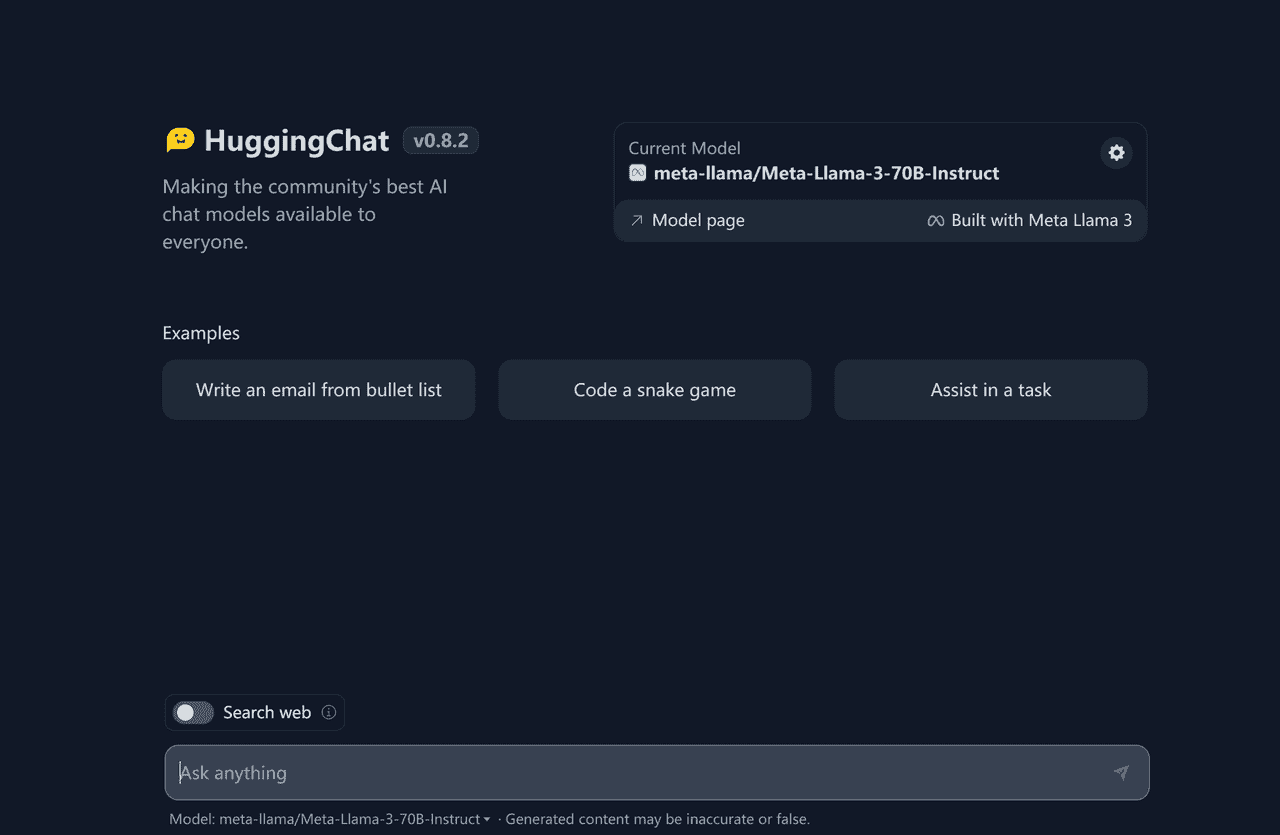 HuggingChat v0.8.2
Making the community's best AI
chat models available to
everyone.
Current Model
meta-llama/Meta-Llama-3-70B-Instruct
Model page
Built with Meta Llama 3
Examples
Write an email from bullet list
Code a snake game
Assist in a task
Search web
Ask anything
Model: meta-llama/Meta-Llama-3-70B-Instruct · Generated content may be inaccurate or false.